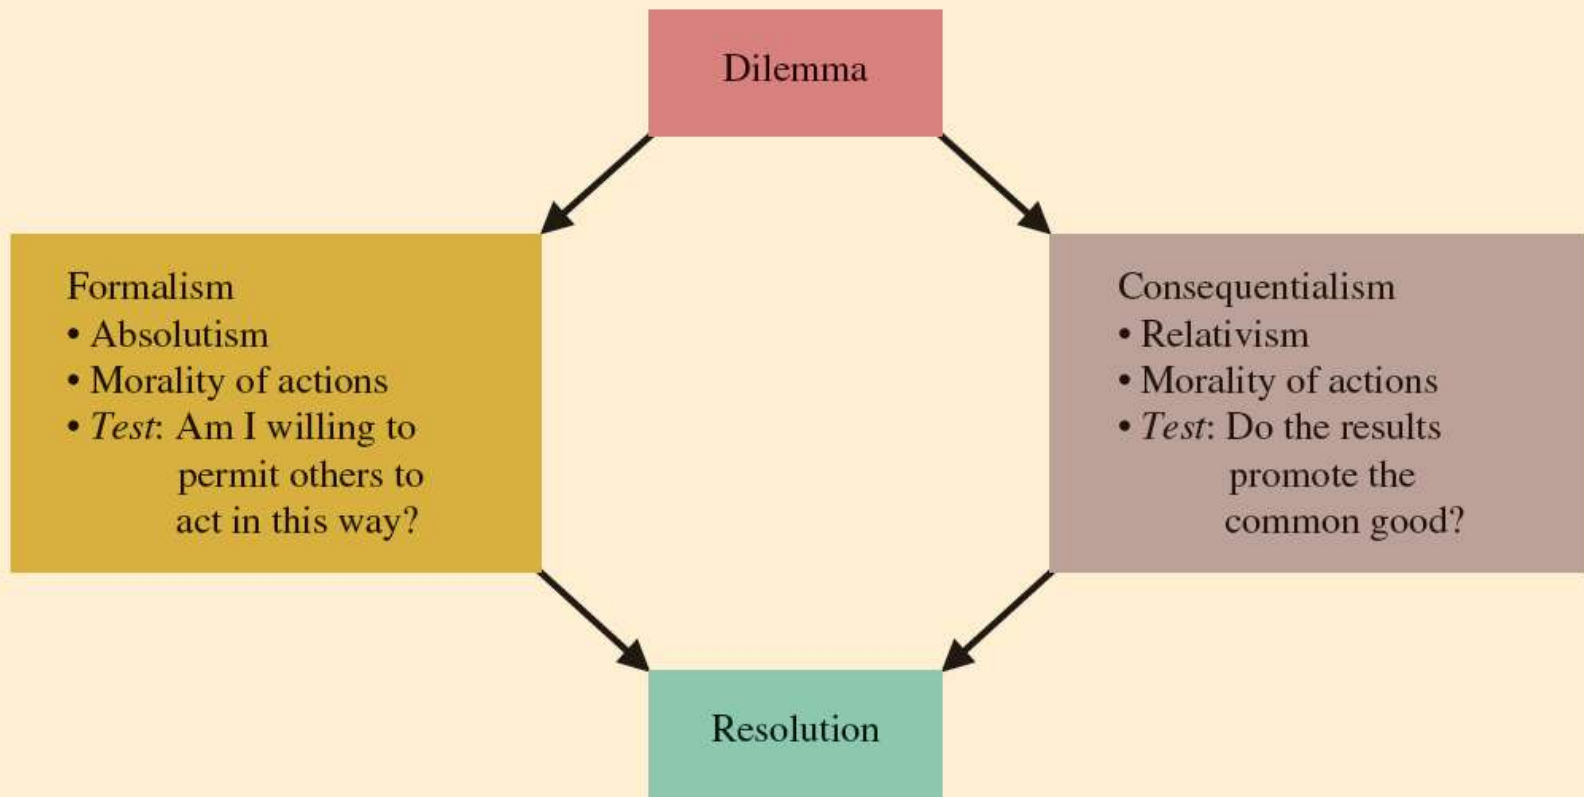 Dilemma
Formalism
• Absolutism
• Morality of actions
• Test: Am I willing to
permit others to
act in this way?
Consequentialism
• Relativism
• Morality of actions
• Test: Do the results
promote the
common good?
Resolution